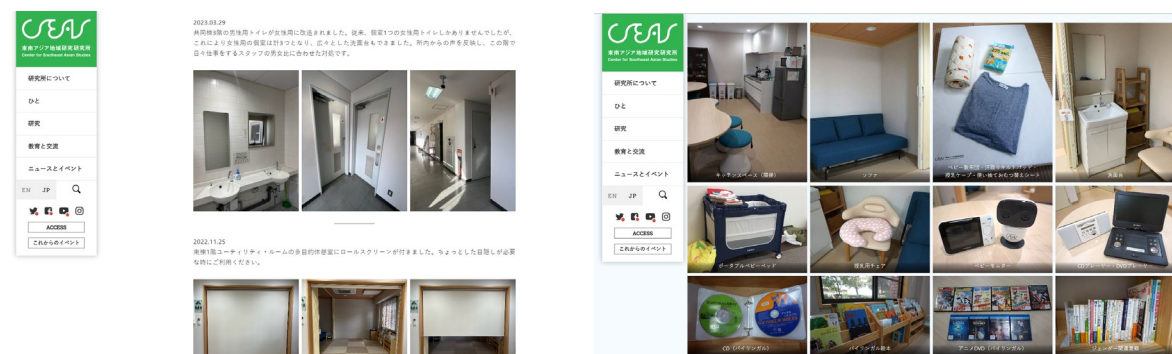 CSEAS
東南アジア地域研究研究所
Center for Southeast Asian Studies
研究所について
ひと
研究
教育と交流
ニュースとイベント
EN JP
ACCESS
これからのイベント
2023.03.29
共同棟3階の男性用トイレが女性用に改造されました。従来、個室1つの女性用トイレしかありませんでしたが、
これにより女性用の個室は計3つとなり、広々とした洗面台もできました。所内からの声を反映し、この階で
日々仕事をするスタッフの男女比に合わせた対処です。
2022.11.25
東棟1階ユーティリティ・ルームの多目的休憩室にロールスクリーンが付きました。ちょっとした目隠しが必要
な時にご利用ください。
CSEAS
東南アジア地域研究研究所
Center for Southeast Asian Studies
研究所について
ひと
研究
教育と交流
ニュースとイベント
EN JP
ACCESS
これからのイベント
キッチンスペース（隣接）
ソファ
授乳ケープ・使い捨ておむつ替えシート
洗面台
ポータブルベビーベッド
授乳用チェア
ベビーモニター
CDプレーヤー・DVDプレーヤー
CD（バイリンガル）
バイリンガル絵本
アニメDVD（バイリンガル）
ジェンダー関連書籍